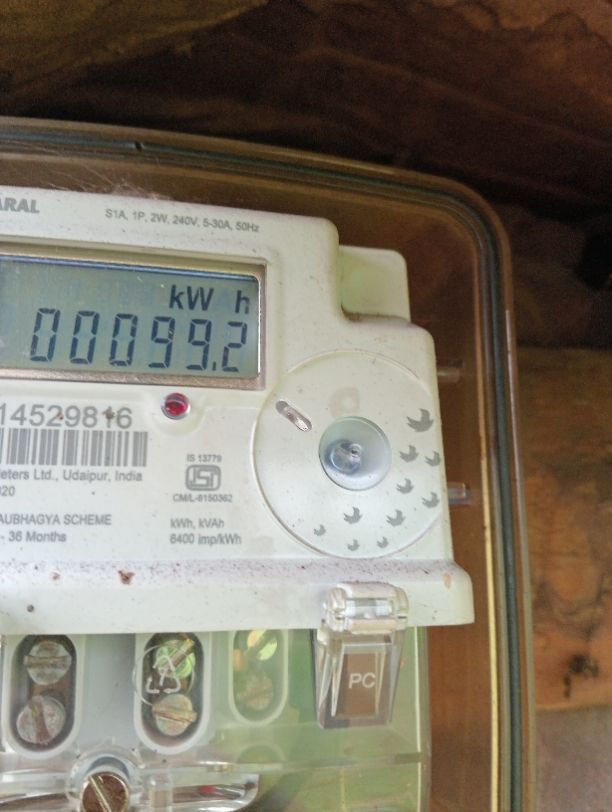 ARAL
S1A, 1P, 2W, 240V, 5-30A, 50Hz
kW h
00099.2
14529816
IS 13779
ISI
CM/L-8150362
eters Ltd., Udaipur, India
020
AUBHAGYA SCHEME
- 36 Months
kWh, kVAh
6400 imp/kWh
PC